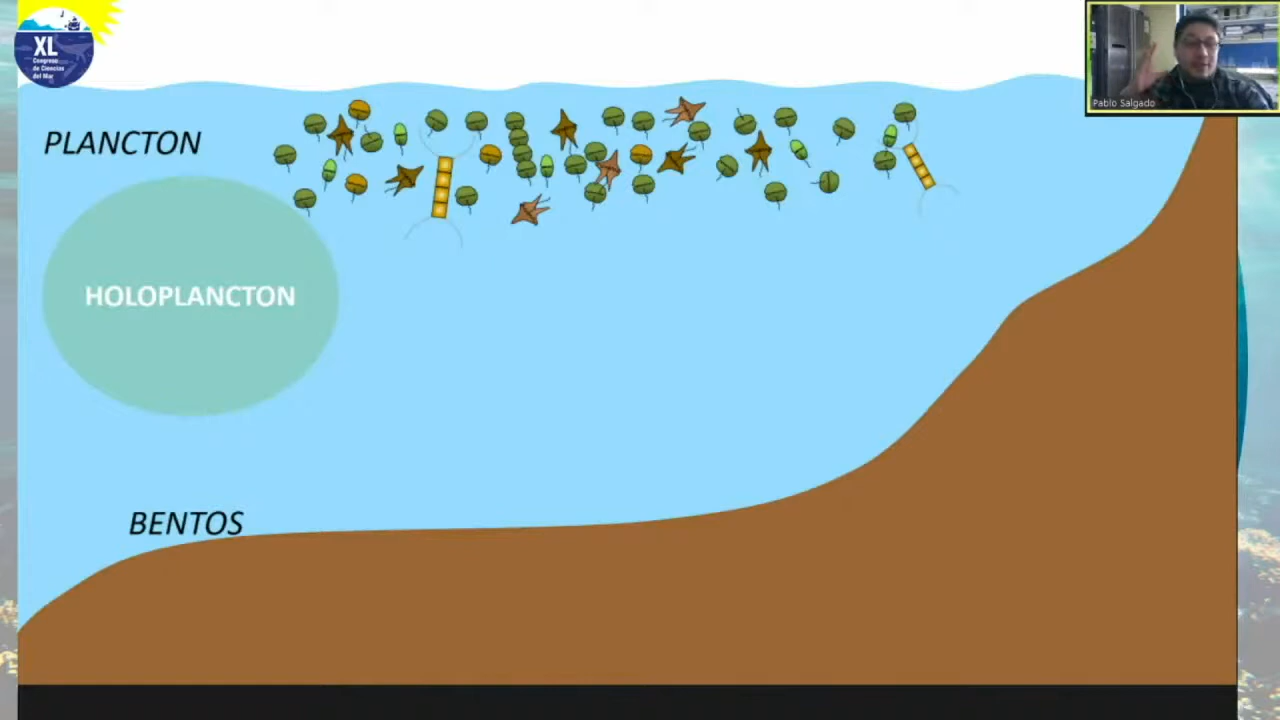 XL
Congreso
de Ciencias
del Mar
Pablo Salgado
PLANCTON
HOLOPLANCTON
BENTOS